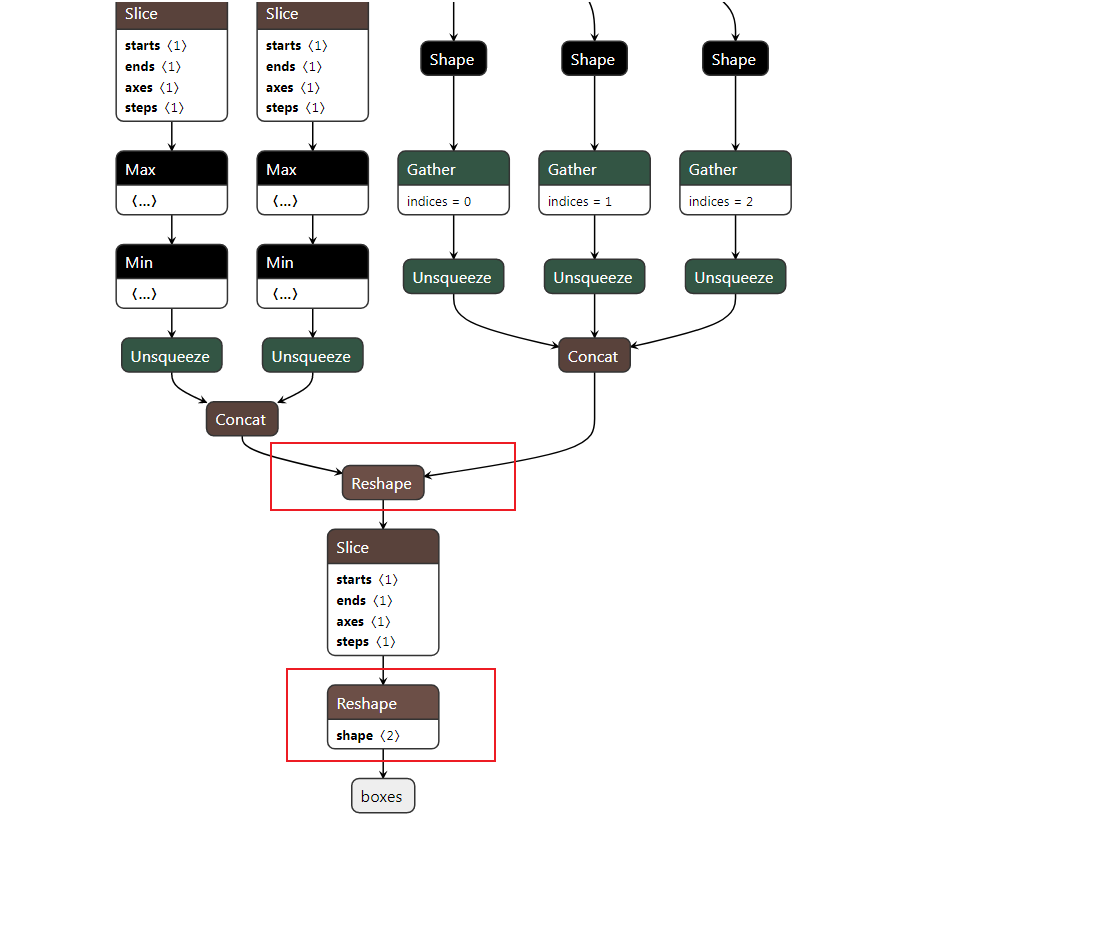 Slice
starts 〈1〉
ends 〈1〉
axes 〈1〉
steps 〈1〉
Slice
starts 〈1〉
ends 〈1〉
axes 〈1〉
steps 〈1〉
Shape
Shape
Shape
Max
〈...〉
Max
〈...〉
Gather
indices = 0
Gather
indices = 1
Gather
indices = 2
Min
〈...〉
Min
〈...〉
Unsqueeze
Unsqueeze
Unsqueeze
Unsqueeze
Unsqueeze
Concat
Concat
Reshape
Slice
starts 〈1〉
ends 〈1〉
axes 〈1〉
steps 〈1〉
Reshape
shape 〈2〉
boxes